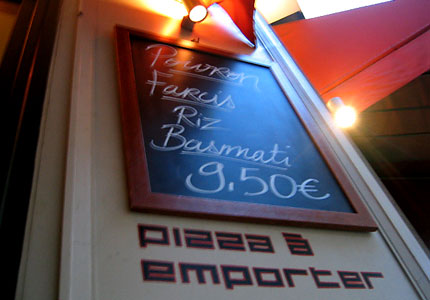 Poivron
Farcis
Riz
Basmati
9.50€
pizza à
emporter